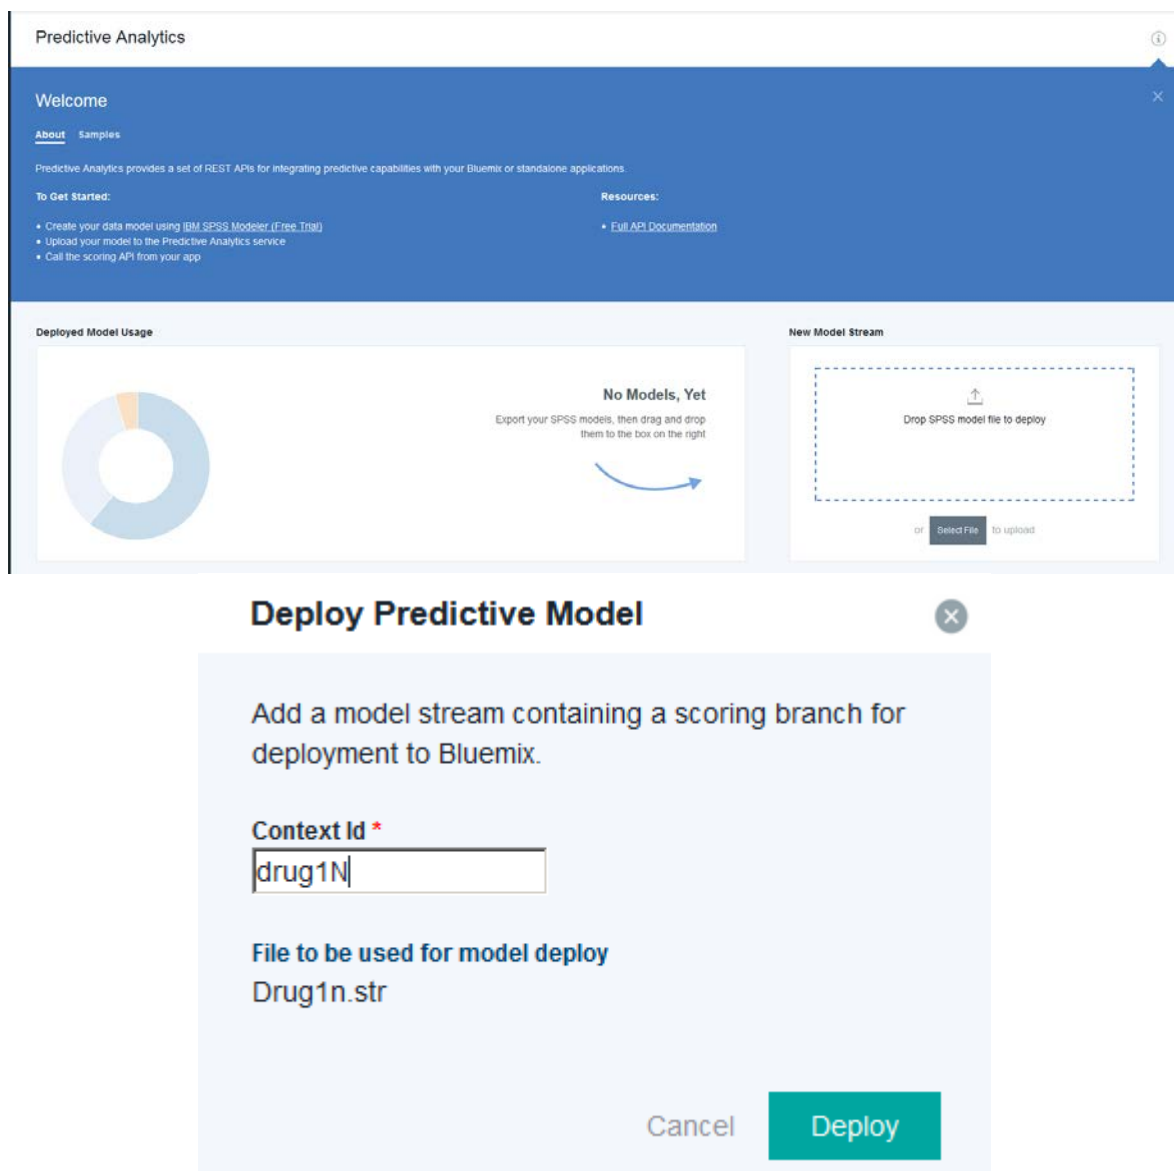 Predictive Analytics
Welcome
About Samples
Predictive Analytics provides a set of REST APIs for integrating predictive capabilities with your Bluemix or standalone applications.
To Get Started:
• Create your data model using IBM SPSS Modeler (Free Trial)
• Upload your model to the Predictive Analytics service
• Call the scoring API from your app
Resources:
• Full API Documentation
Deployed Model Usage
No Models, Yet
Export your SPSS models, then drag and drop
them to the box on the right
New Model Stream
Drop SPSS model file to deploy
or Select File to upload
Deploy Predictive Model
Add a model stream containing a scoring branch for
deployment to Bluemix.
Context Id *
drug1N
File to be used for model deploy
Drug1n.str
Cancel Deploy